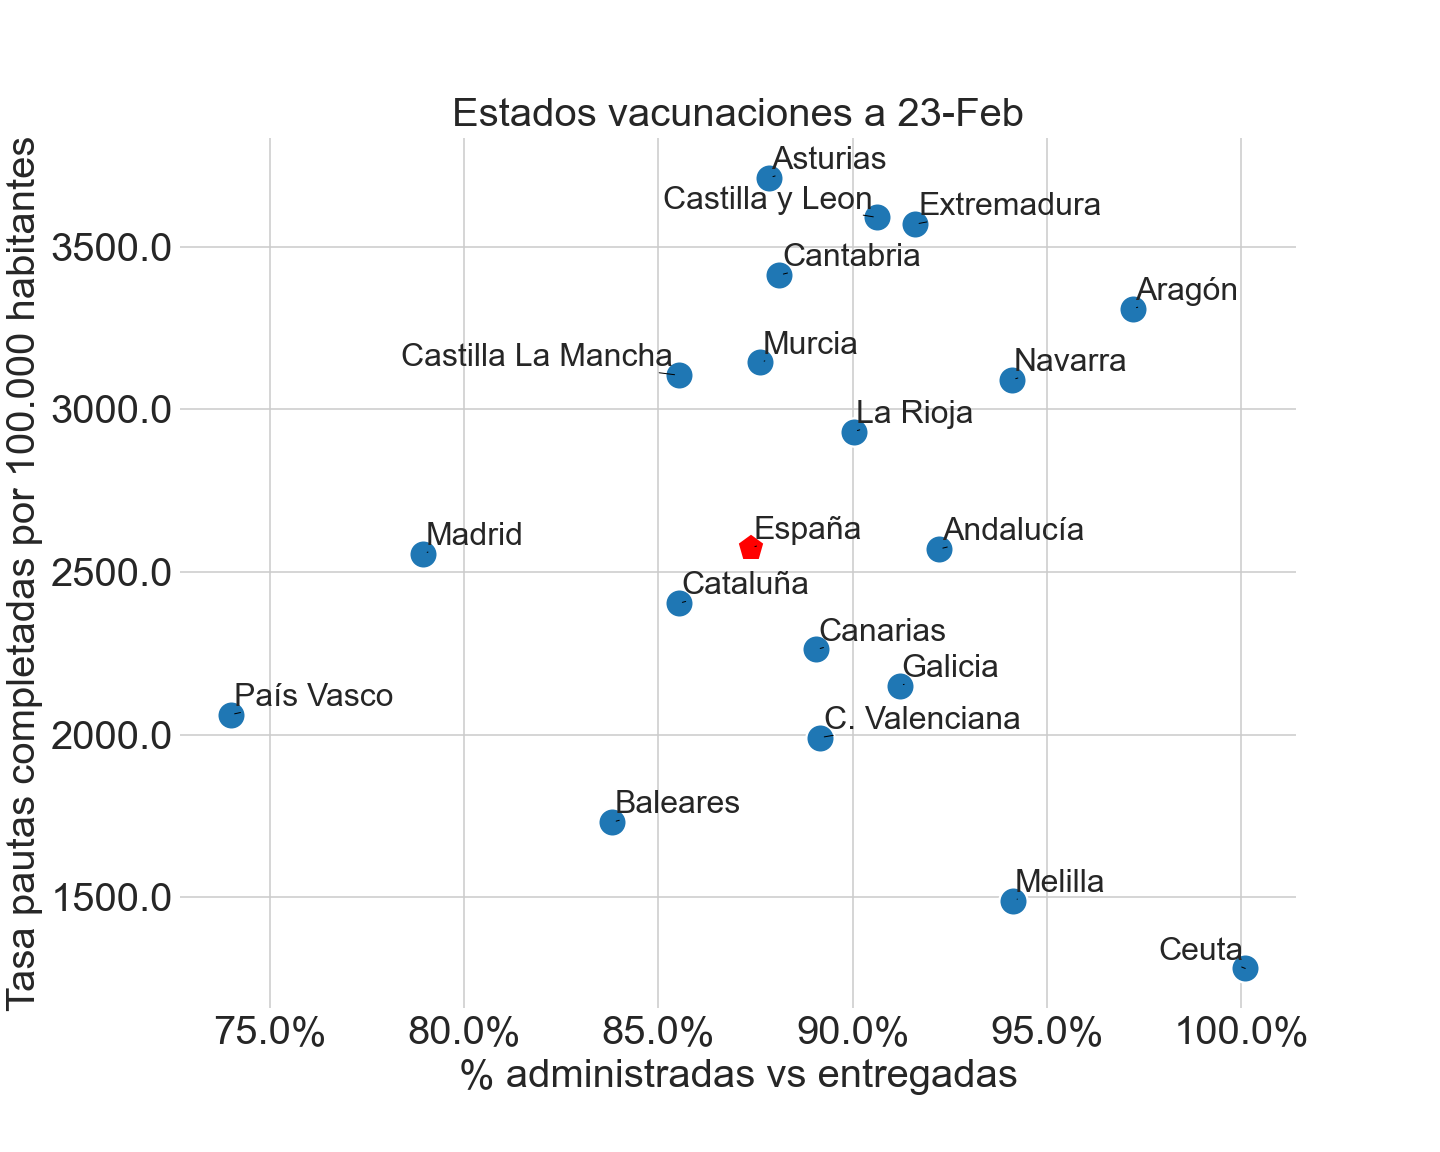 Estados vacunaciones a 23-Feb
Tasa pautas completadas por 100.000 habitantes
3500.0
3000.0
2500.0
2000.0
1500.0
Asturias
Castilla y Leon
Extremadura
Cantabria
Aragón
Murcia
Castilla La Mancha
Navarra
La Rioja
España
Andalucía
Madrid
Cataluña
Canarias
Galicia
País Vasco
C. Valenciana
Baleares
Melilla
Ceuta
75.0%
80.0%
85.0%
90.0%
95.0%
100.0%
% administradas vs entregadas